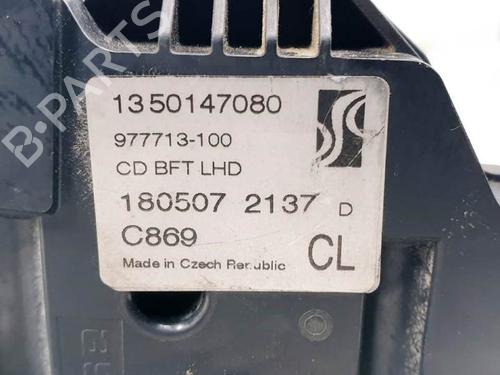 1350147080
977713-100
CD BFT LHD
180507 2137 D
C869
CL
Made in Czech Republic
B-PARTS